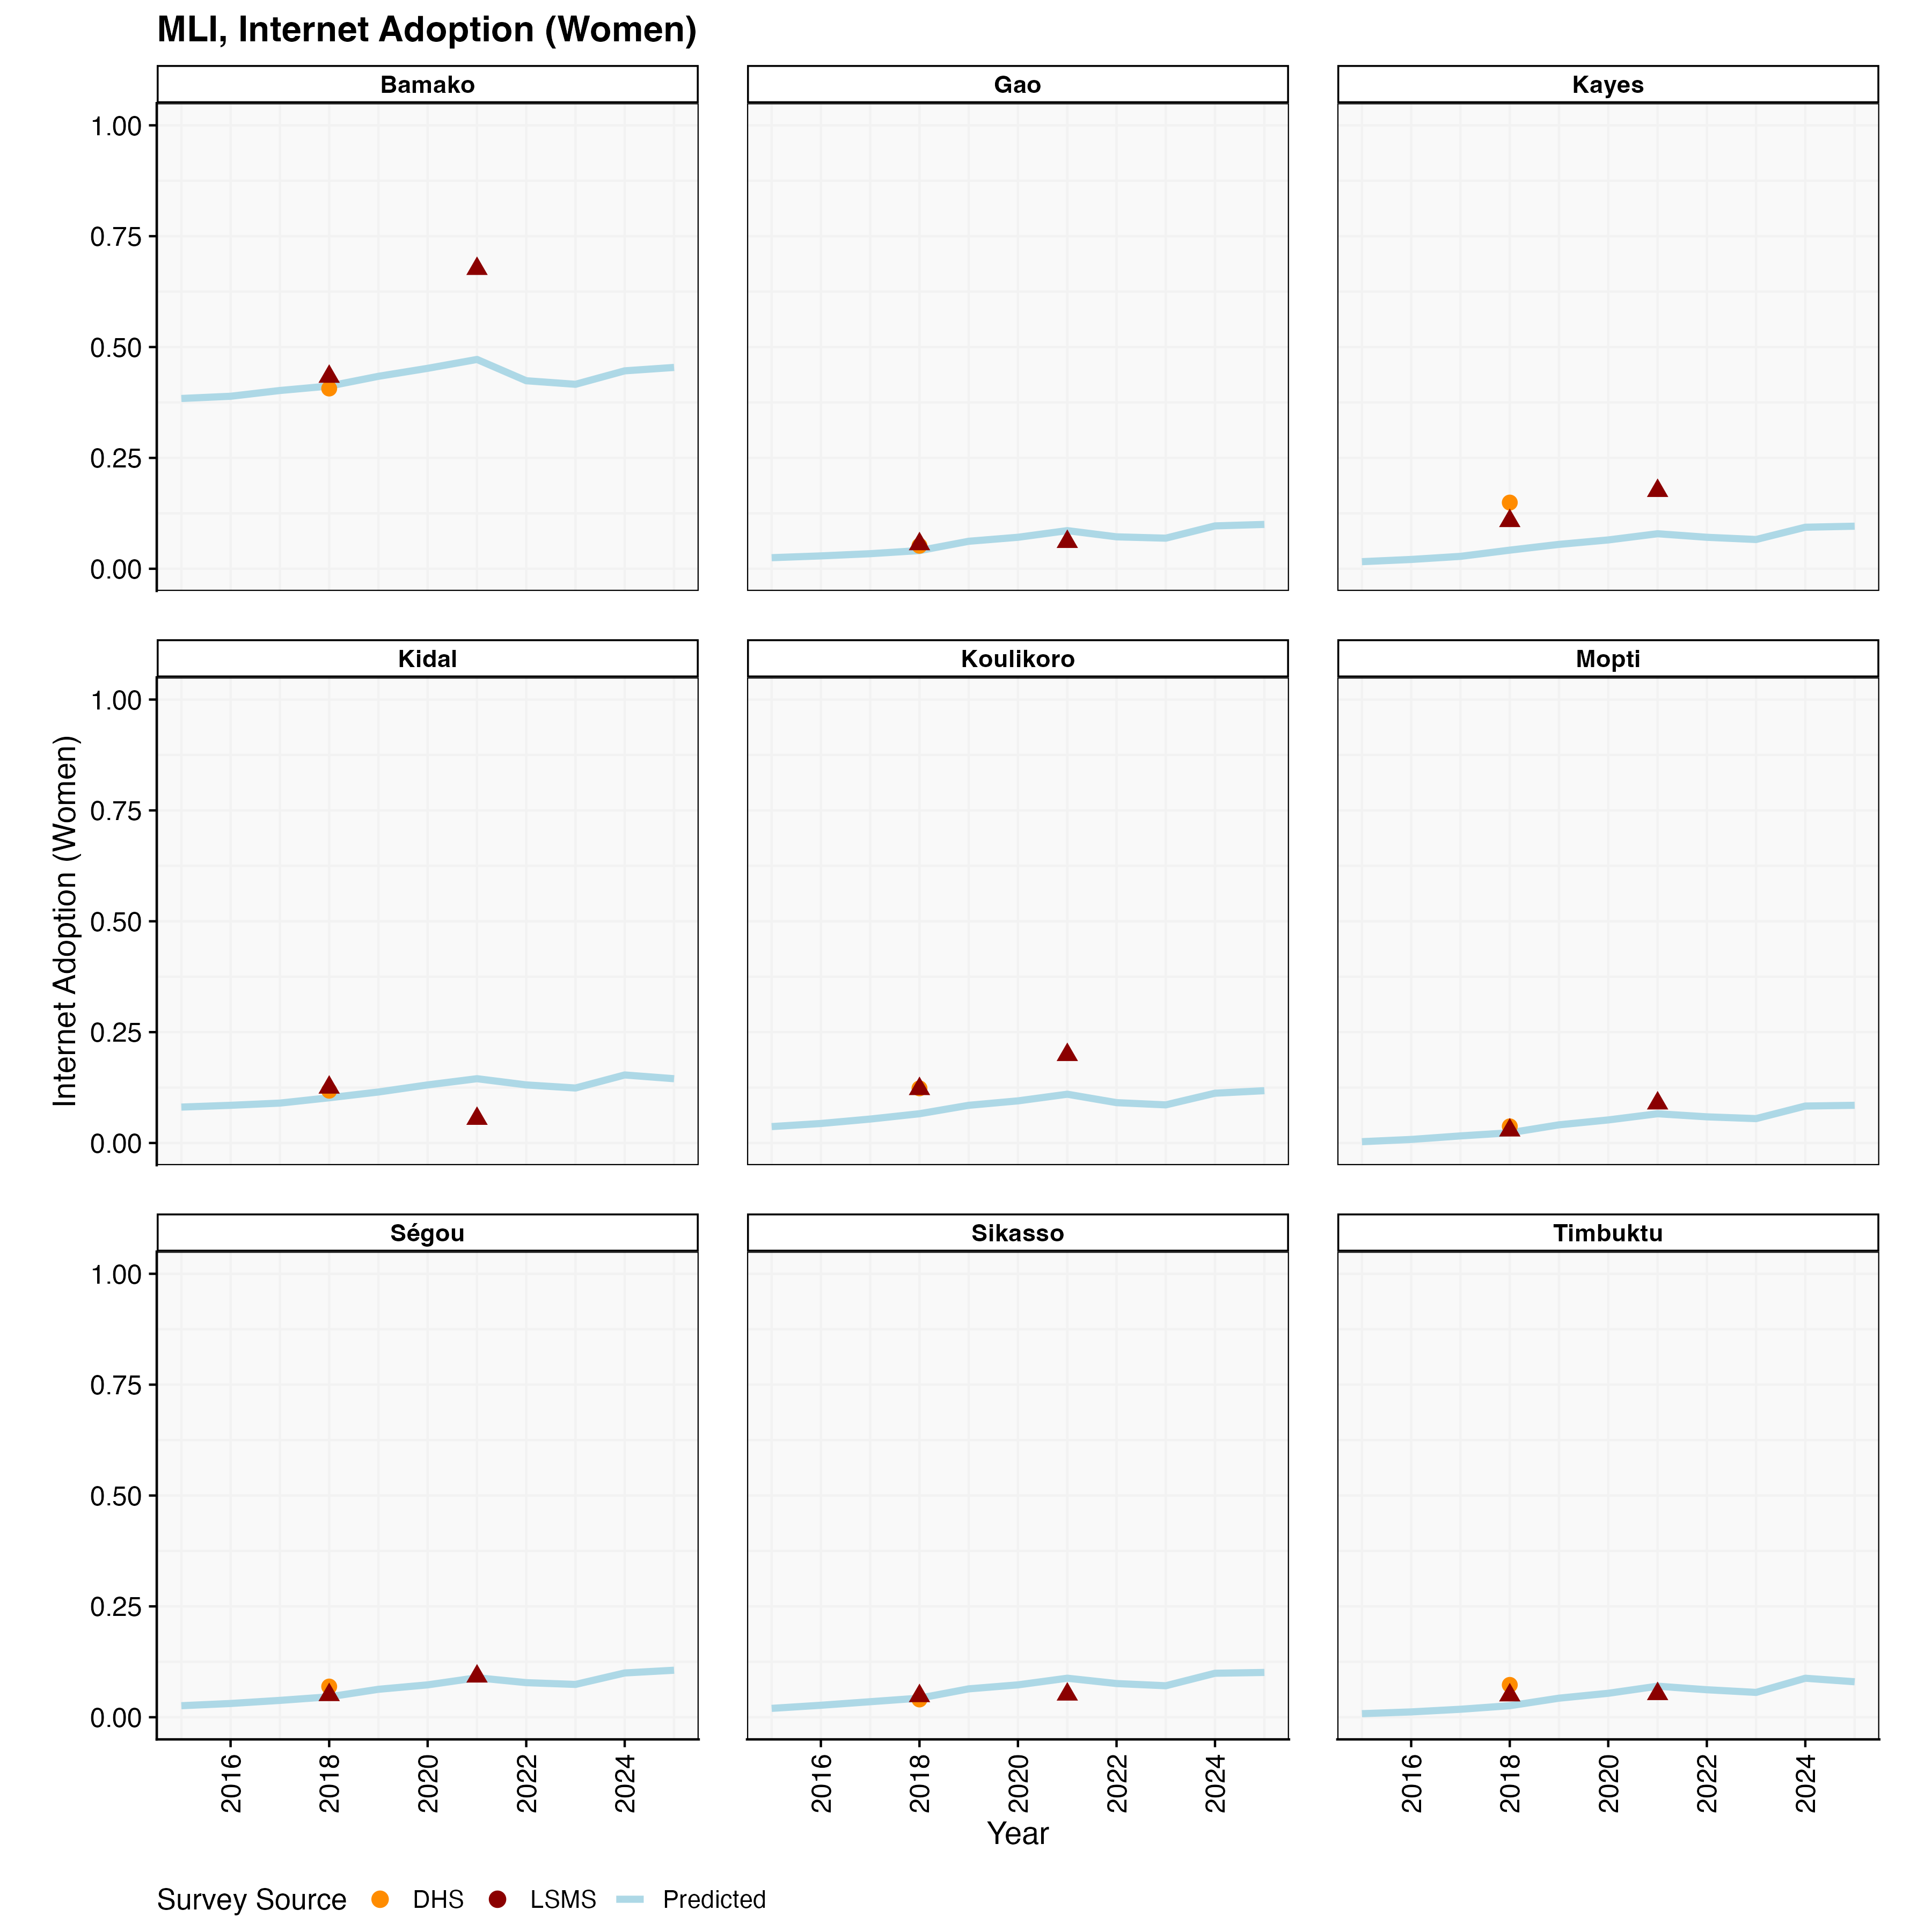 MLI, Internet Adoption (Women)
Bamako
Gao
Kayes
1.00
0.75
0.50
0.25
0.00
Kidal
Koulikoro
Mopti
1.00
0.75
0.50
0.25
0.00
Internet Adoption (Women)
Ségou
Sikasso
Timbuktu
1.00
0.75
0.50
0.25
0.00
2016 2018 2020 2022 2024
2016 2018 2020 2022 2024
2016 2018 2020 2022 2024
Year
Survey Source DHS LSMS Predicted